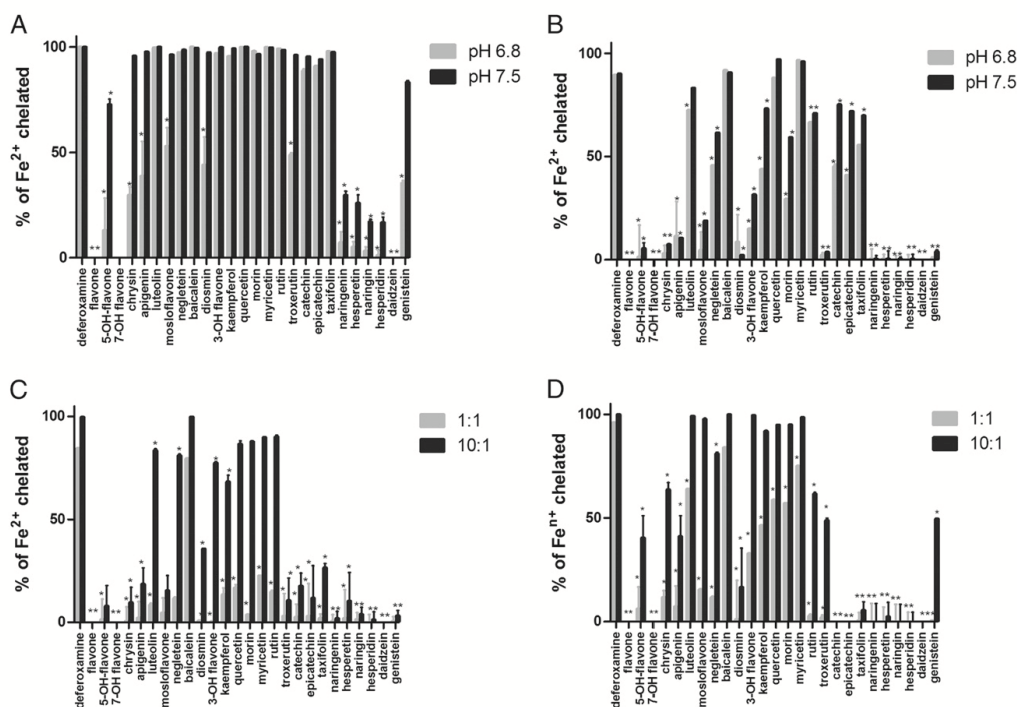 A
% of Fe2+ chelated
100
50
0
pH 6.8
pH 7.5
deferoxamine
flavone
5-OH-flavone
7-OH flavone
chrysin
apigenin
luteolin
mosloflavone
negletein
baicalein
diosmin
3-OH flavone
kaempferol
quercetin
morin
myricetin
rutin
troxerutin
catechin
epicatechin
taxifolin
naringenin
hesperetin
naringin
hesperidin
daidzein
genistein
B
% of Fe2+ chelated
100
50
0
pH 6.8
pH 7.5
deferoxamine
flavone
5-OH-flavone
7-OH flavone
chrysin
apigenin
luteolin
mosloflavone
negletein
baicalein
diosmin
3-OH flavone
kaempferol
quercetin
morin
myricetin
rutin
troxerutin
catechin
epicatechin
taxifolin
naringenin
hesperetin
naringin
hesperidin
daidzein
genistein
C
% of Fe2+ chelated
100
50
0
1:1
10:1
deferoxamine
flavone
5-OH-flavone
7-OH flavone
chrysin
apigenin
luteolin
mosloflavone
negletein
baicalein
diosmin
3-OH flavone
kaempferol
quercetin
morin
myricetin
rutin
troxerutin
catechin
epicatechin
taxifolin
naringenin
hesperetin
naringin
hesperidin
daidzein
genistein
D
% of Fen+ chelated
100
50
0
1:1
10:1
deferoxamine
flavone
5-OH-flavone
7-OH flavone
chrysin
apigenin
luteolin
mosloflavone
negletein
baicalein
diosmin
3-OH flavone
kaempferol
quercetin
morin
myricetin
rutin
troxerutin
catechin
epicatechin
taxifolin
naringenin
hesperetin
naringin
hesperidin
daidzein
genistein